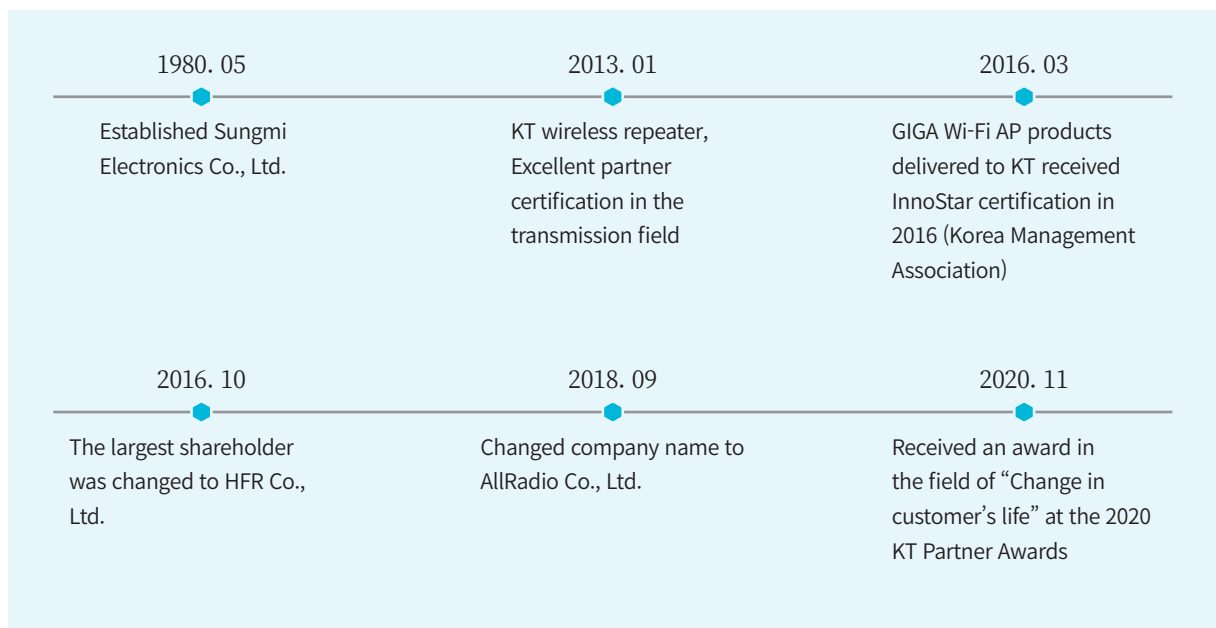 1980. 05
Established Sungmi
Electronics Co., Ltd.
2013. 01
KT wireless repeater,
Excellent partner
certification in the
transmission field
2016. 03
GIGA Wi-Fi AP products
delivered to KT received
InnoStar certification in
2016 (Korea Management
Association)
2016. 10
The largest shareholder
was changed to HFR Co.,
Ltd.
2018. 09
Changed company name to
AllRadio Co., Ltd.
2020. 11
Received an award in
the field of “Change in
customer’s life” at the 2020
KT Partner Awards